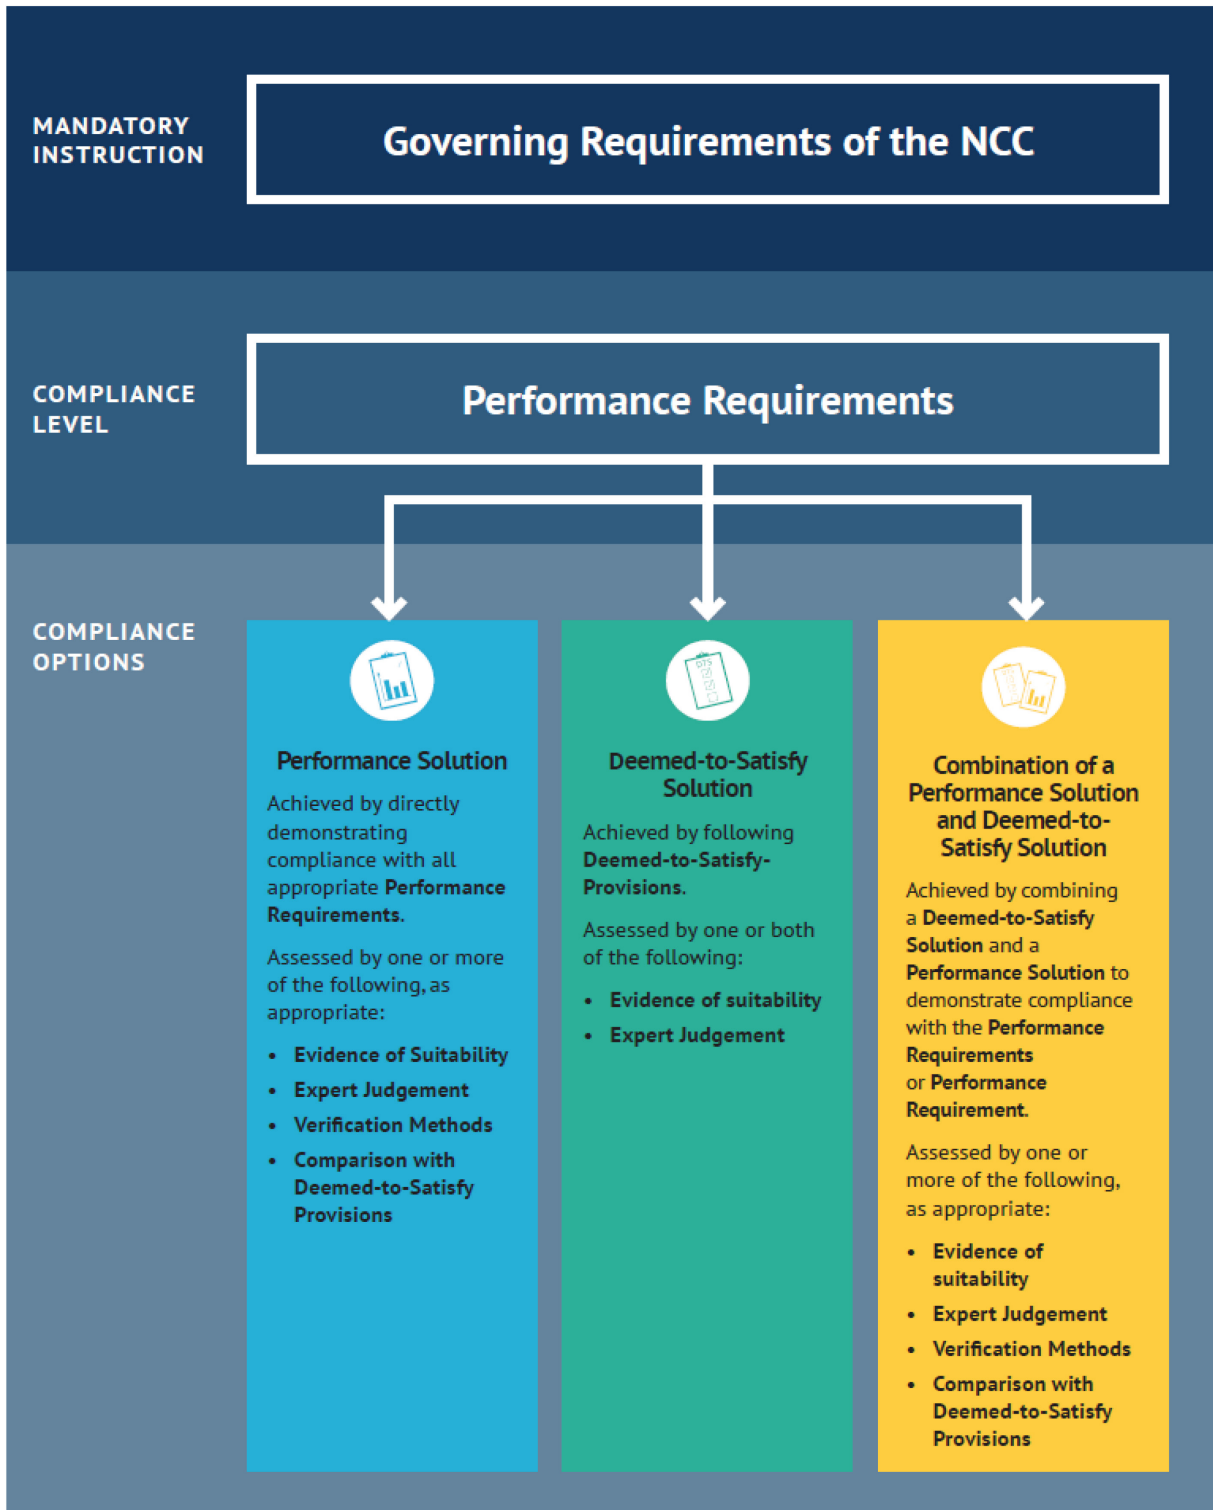 MANDATORY
INSTRUCTION
Governing Requirements of the NCC
COMPLIANCE
LEVEL
Performance Requirements
COMPLIANCE
OPTIONS
Performance Solution
Achieved by directly
demonstrating
compliance with all
appropriate Performance
Requirements.
Assessed by one or more
of the following, as
appropriate:
• Evidence of Suitability
• Expert Judgement
• Verification Methods
• Comparison with
Deemed-to-Satisfy
Provisions
DTS
Deemed-to-Satisfy
Solution
Achieved by following
Deemed-to-Satisfy-
Provisions.
Assessed by one or both
of the following:
• Evidence of suitability
• Expert Judgement
Combination of a
Performance Solution
and Deemed-to-
Satisfy Solution
Achieved by combining
a Deemed-to-Satisfy
Solution and a
Performance Solution to
demonstrate compliance
with the Performance
Requirements
or Performance
Requirement.
Assessed by one or
more of the following,
as appropriate:
• Evidence of
suitability
• Expert Judgement
• Verification Methods
• Comparison with
Deemed-to-Satisfy
Provisions